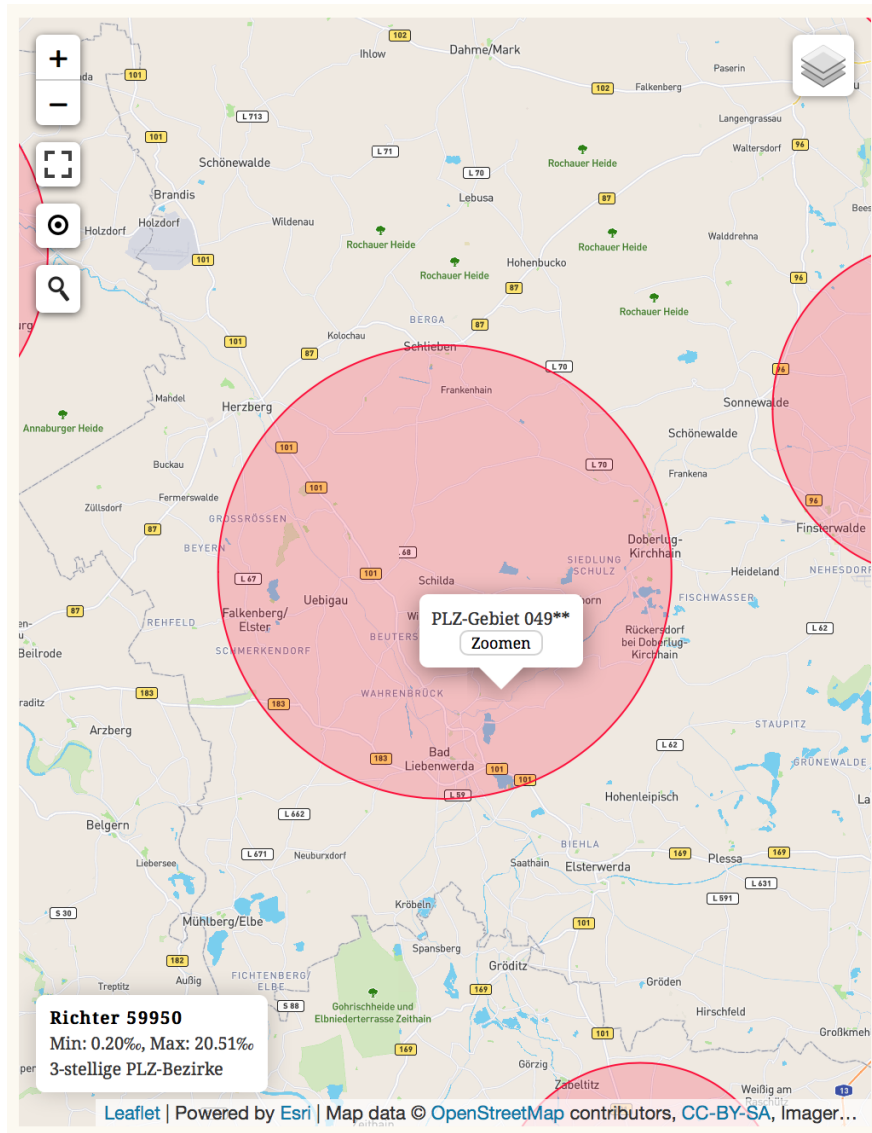 102
Dahme/Mark
Ihlow
+
101
Paserin
102
Falkenberg
−
L 713
Langengrassau
101
96
Waltersdorf
L 71
Rochauer Heide
Schönewalde
L 70
Brandis
Lebusa
87
Holzdorf
Holzdorf
Wildenau
Rochauer Heide
Rochauer Heide
Walddrehna
101
Rochauer Heide
Hohenbucko
96
87
Rochauer Heide
BERGA
87
Kolochau
101
87
Schlieben
L 70
96
Frankenhain
Mahdel
Herzberg
Sonnewalde
Annaburger Heide
Schönewalde
101
Buckau
L 70
Frankena
101
Fermerswalde
96
Züllsdorf
GROSSRÖSSEN
87
Finsterwalde
BEYERN
Doberlug-
Kirchhain
SIEDLUNG
SCHULZ
101
L 67
Schilda
Heideland
NEHESDORF
Uebigau
FISCHWASSER
87
Falkenberg/
Elster
PLZ-Gebiet 049**
Zoomen
REHFELD
L 62
BEUTERS
Rückersdorf
bei Doberlug-
Kirchhain
Beilrode
SCHMERKENDORF
183
WAHRENBRÜCK
183
STAUPITZ
Arzberg
L 62
Bad
Liebenwerda
183
GRÜNEWALDE
101
101
L 59
Hohenleipisch
L 662
Belgern
BIEHLA
L 671
Neuburxdorf
169
Plessa
169
Liebersee
Saathain
Elsterwerda
L 631
L 591
Kröbeln
S 30
Mühlberg/Elbe
101
Spansberg
182
Gröditz
FICHTENBERG/
ELBE
Außig
Treptitz
169
Gröden
S 88
Gohrischheide und
Elbniederterrasse Zeithain
Hirschfeld
Richter 59950
Min: 0.20‰, Max: 20.51‰
3-stellige PLZ-Bezirke
101
Großkmeh
169
Görzig
Zabeltitz
Weißig am
Raschütz
13
Zeithain
Leaflet | Powered by Esri | Map data © OpenStreetMap contributors, CC-BY-SA, Imager…